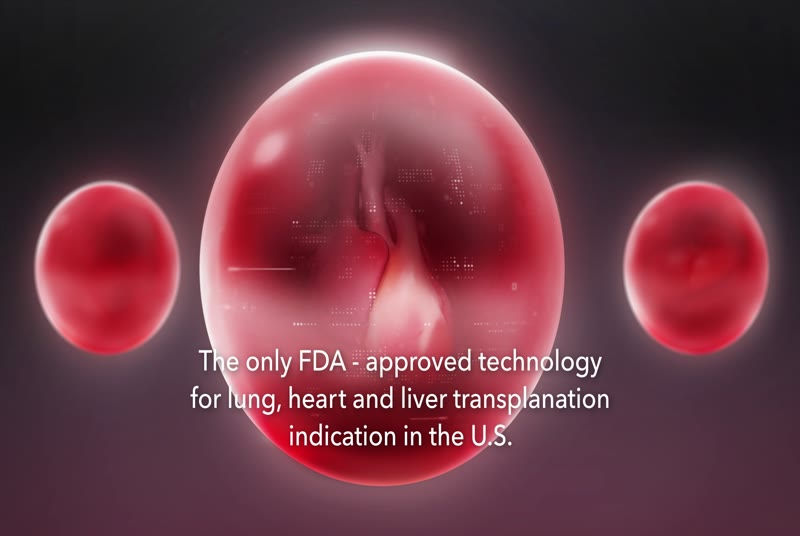 The only FDA - approved technology
for lung, heart and liver transplanation
indication in the U.S.